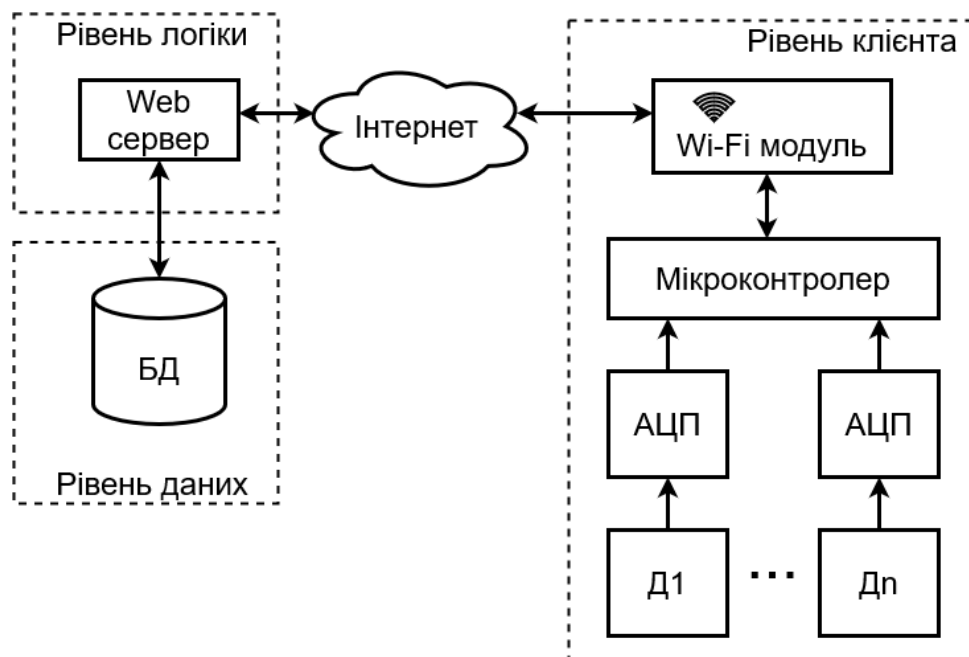 Рівень логіки
Web
сервер
Інтернет
Рівень клієнта
Wi-Fi модуль
Мікроконтролер
БД
Рівень даних
АЦП
АЦП
Д1
...
Дn